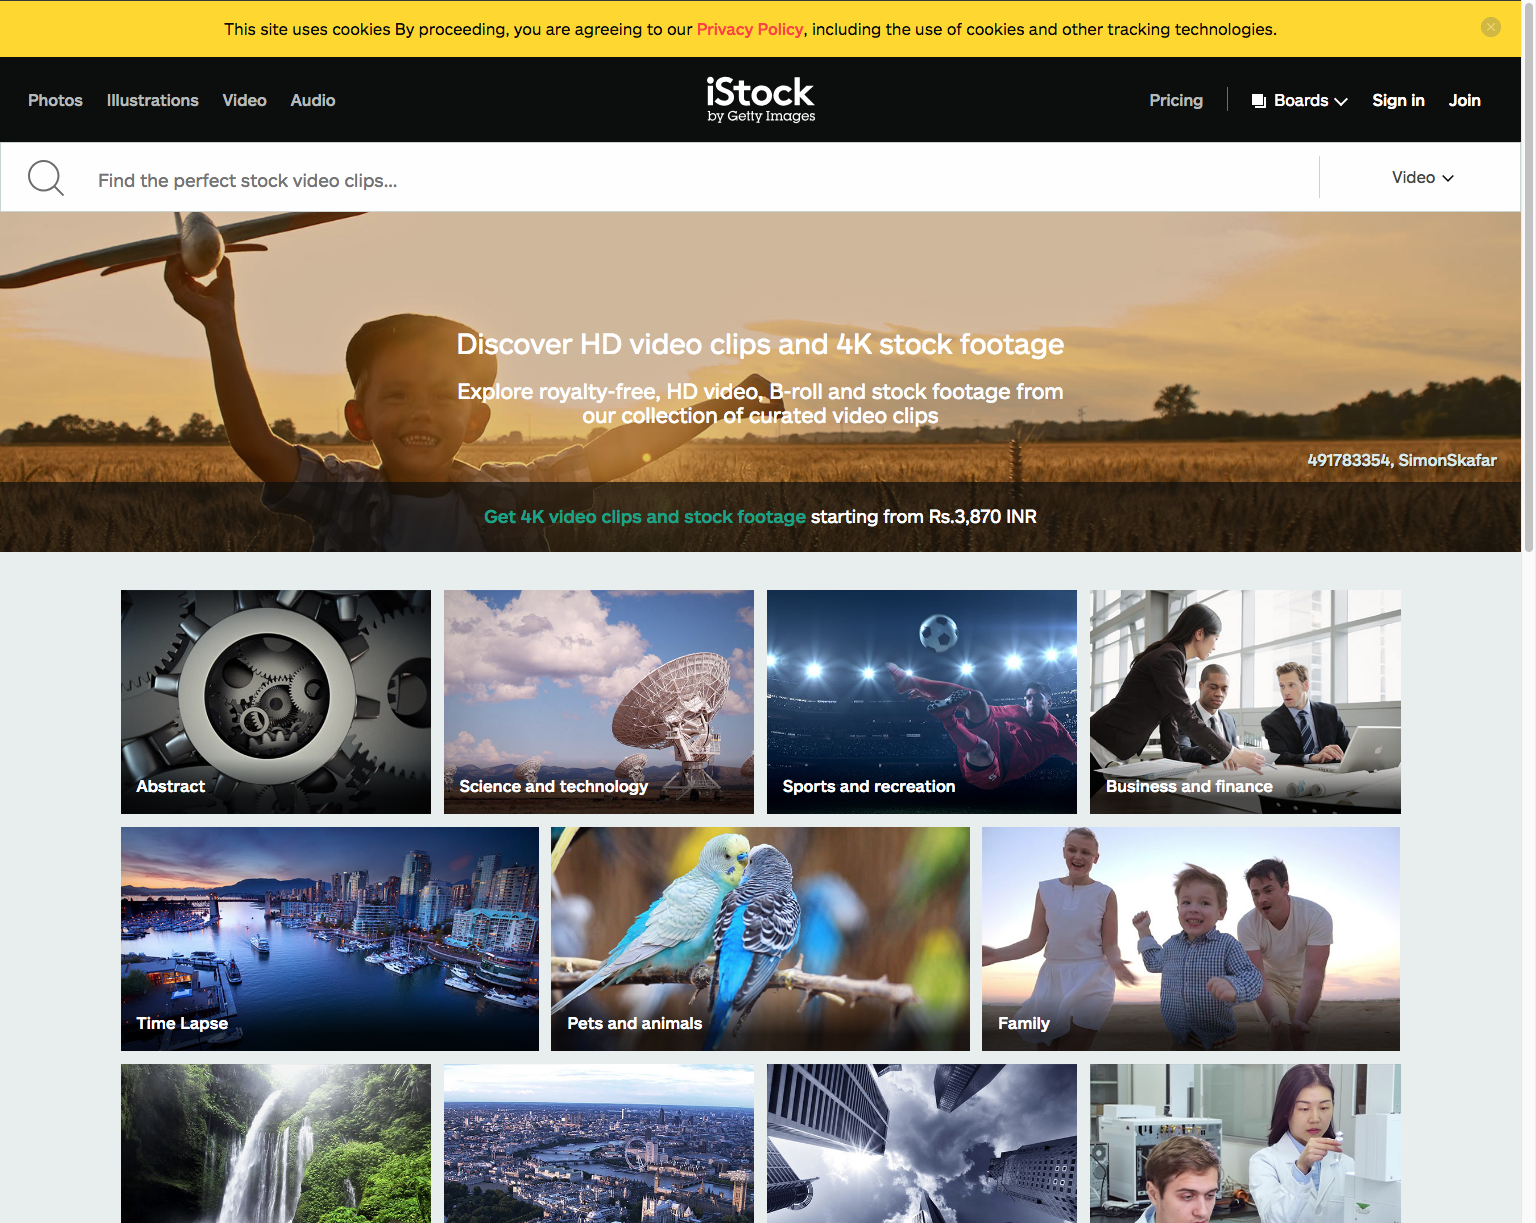 This site uses cookies By proceeding, you are agreeing to our Privacy Policy, including the use of cookies and other tracking technologies.
Photos Illustrations Video Audio
iStock
by Getty Images
Pricing Boards Sign in Join
Find the perfect stock video clips...
Video
Discover HD video clips and 4K stock footage
Explore royalty-free, HD video, B-roll and stock footage from
our collection of curated video clips
491783354, SimonSkafar
Get 4K video clips and stock footage starting from Rs.3,870 INR
Abstract
Science and technology
Sports and recreation
Business and finance
Time Lapse
Pets and animals
Family